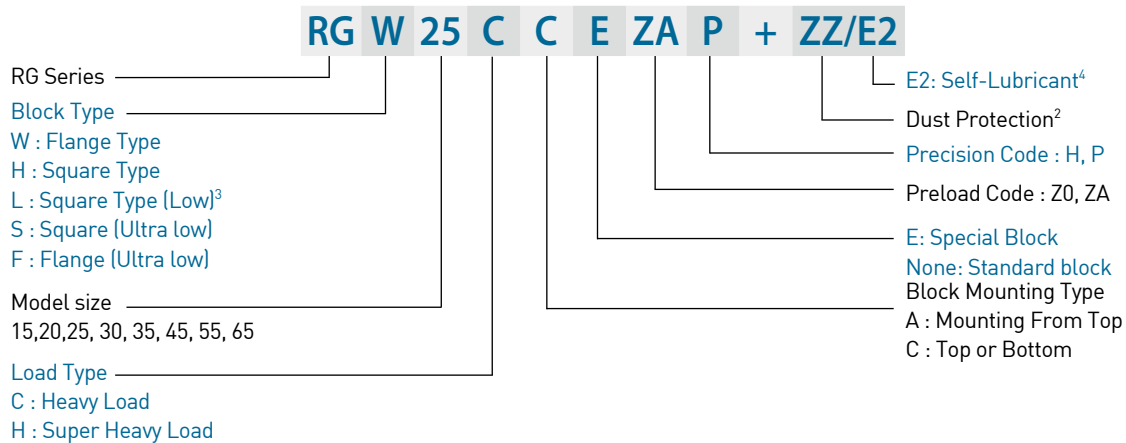 RG W 25 C C E ZA P + ZZ/E2
RG Series
Block Type
W : Flange Type
H : Square Type
L : Square Type (Low)³
S : Square (Ultra low)
F : Flange (Ultra low)
Model size
15,20,25, 30, 35, 45, 55, 65
Load Type
C : Heavy Load
H : Super Heavy Load
E2: Self-Lubricant⁴
Dust Protection²
Precision Code : H, P
Preload Code : Z0, ZA
E: Special Block
None: Standard block
Block Mounting Type
A : Mounting From Top
C : Top or Bottom